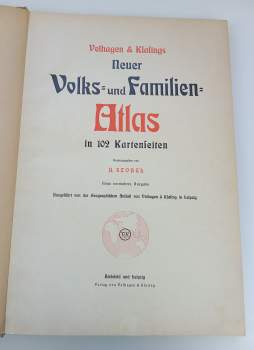 Velhagen & Klasings
Neuer
Volks- und Familien-
Atlas
in 102 Kartenseiten
Herausgegeben von
A. SCOBEL
Ausgeführt von der Geographischen Anstalt von Velhagen & Klasing in Leipzig
Bielefeld und Leipzig
Verlag von Velhagen & Klasing